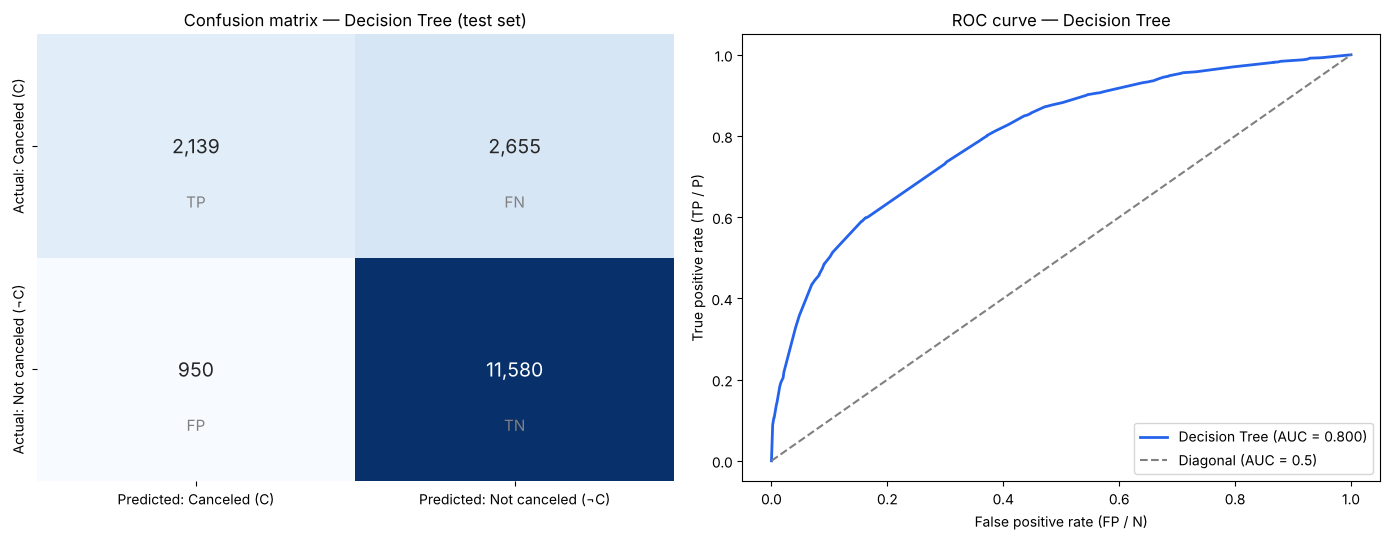 Confusion matrix — Decision Tree (test set)
Actual: Canceled (C)
2,139
2,655
TP
FN
Actual: Not canceled (¬C)
950
11,580
FP
TN
Predicted: Canceled (C)
Predicted: Not canceled (¬C)
ROC curve — Decision Tree
True positive rate (TP / P)
1.0
0.8
0.6
0.4
0.2
0.0
Decision Tree (AUC = 0.800)
Diagonal (AUC = 0.5)
0.0
0.2
0.4
0.6
0.8
1.0
False positive rate (FP / N)